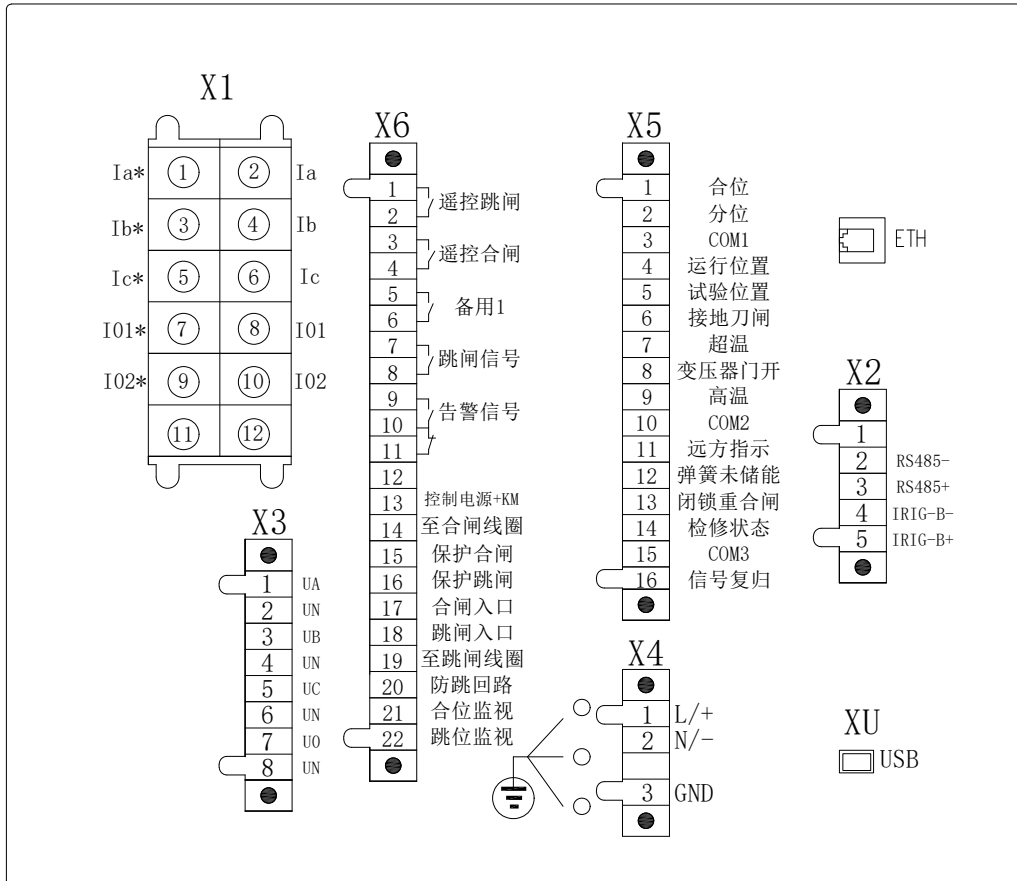 X1
Ia* ① ② Ia
Ib* ③ ④ Ib
Ic* ⑤ ⑥ Ic
I01* ⑦ ⑧ I01
I02* ⑨ ⑩ I02
⑪ ⑫
X3
1 UA
2 UN
3 UB
4 UN
5 UC
6 UN
7 U0
8 UN
X6
1
遥控跳闸
2
3
遥控合闸
4
5
备用1
6
7
跳闸信号
8
9
告警信号
10
11
12
13 控制电源+KM
14 至合闸线圈
15 保护合闸
16 保护跳闸
17 合闸入口
18 跳闸入口
19 至跳闸线圈
20 防跳回路
21 合位监视
22 跳位监视
X5
1 合位
2 分位
3 COM1
4 运行位置
5 试验位置
6 接地刀闸
7 超温
8 变压器门开
9 高温
10 COM2
11 远方指示
12 弹簧未储能
13 闭锁重合闸
14 检修状态
15 COM3
16 信号复归
X4
1 L/+
2 N/-
3 GND
ETH
X2
1
2 RS485-
3 RS485+
4 IRIG-B-
5 IRIG-B+
XU
USB